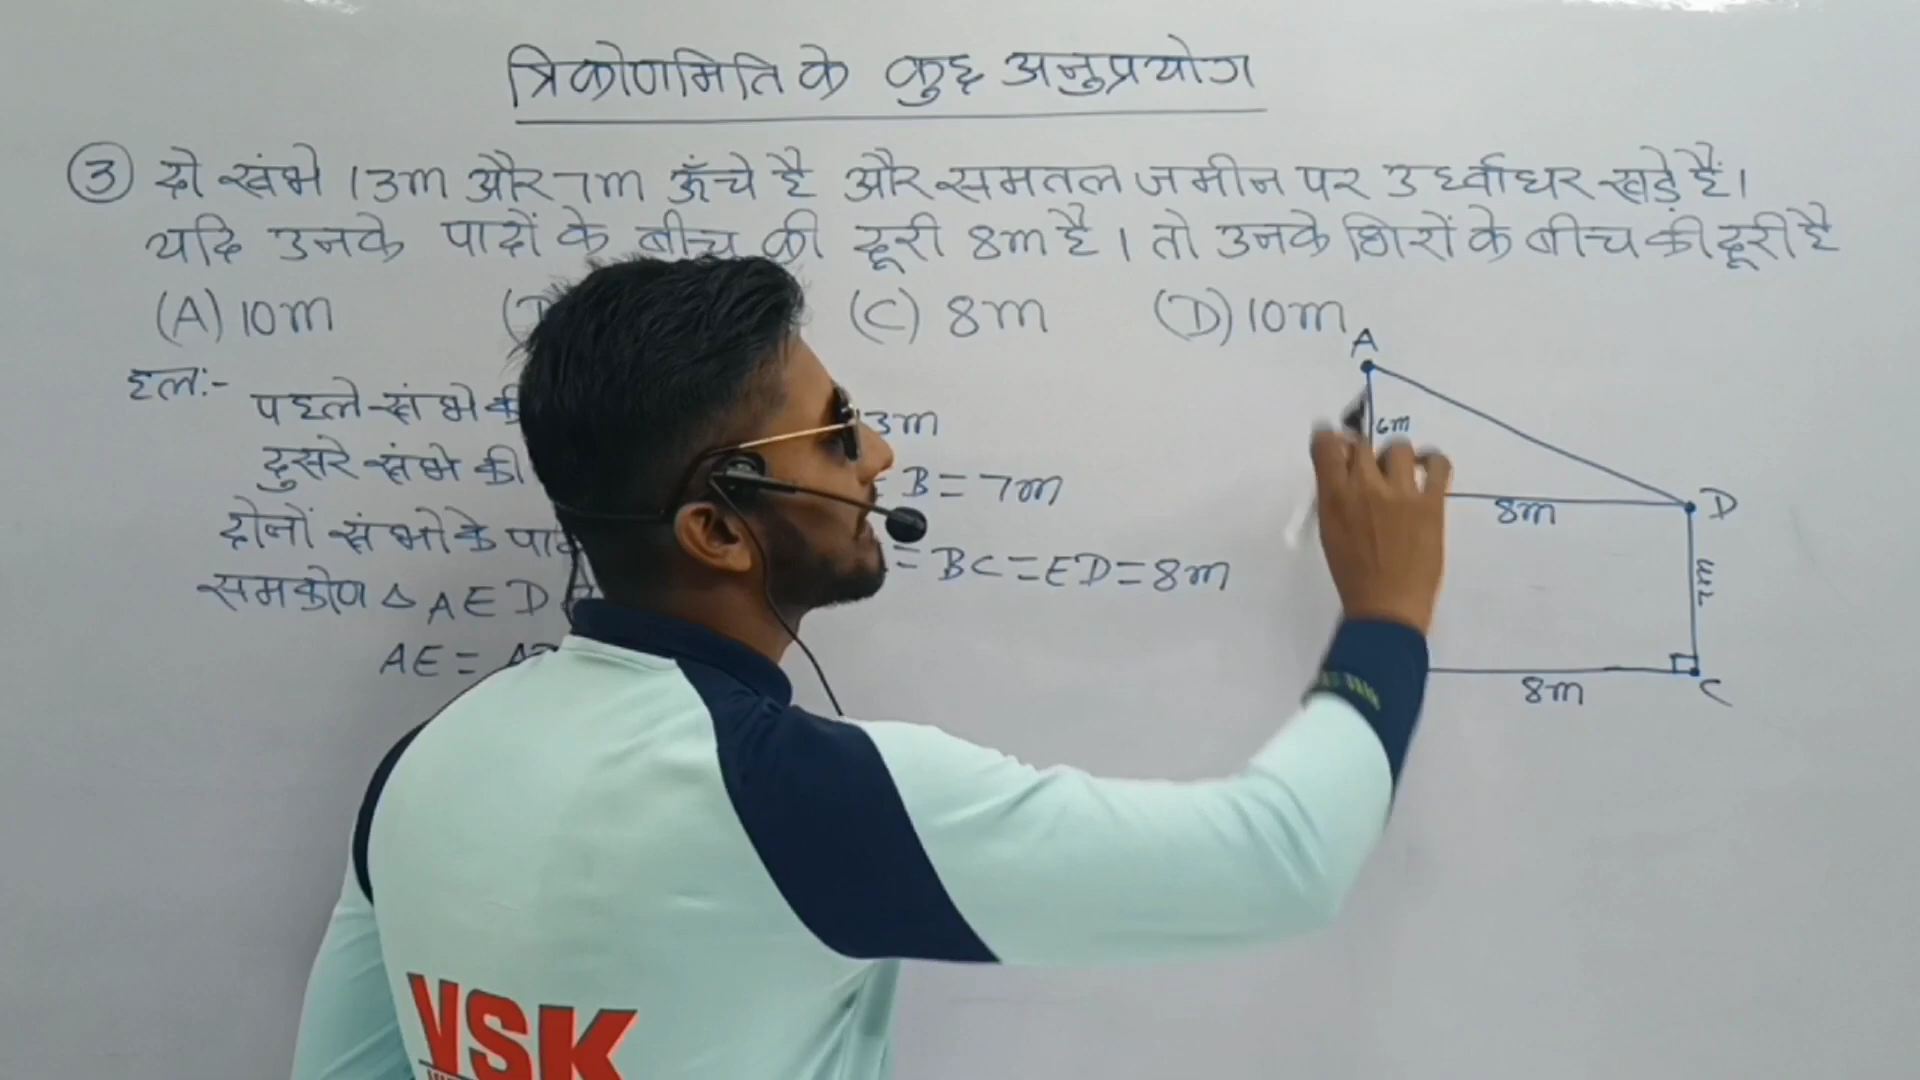 त्रिकोणमिति के कुछ अनुप्रयोग
③ दो खंभे 13m और 7m ऊँचे है और समतल जमीन पर उर्ध्वाधर खड़े हैं।
यदि उनके पादों के बीच की दूरी 8m है। तो उनके शिरों के बीच की दूरी है
(A) 10m (C) 8m (D) 10m
हल:-
पहले खंभे की 3m
दुसरे खंभे की B = 7m
दोनों खंभो के = BC = ED = 8m
समकोण △ AED
AE =
A
6m
8m
D
7m
8m
C
VSK